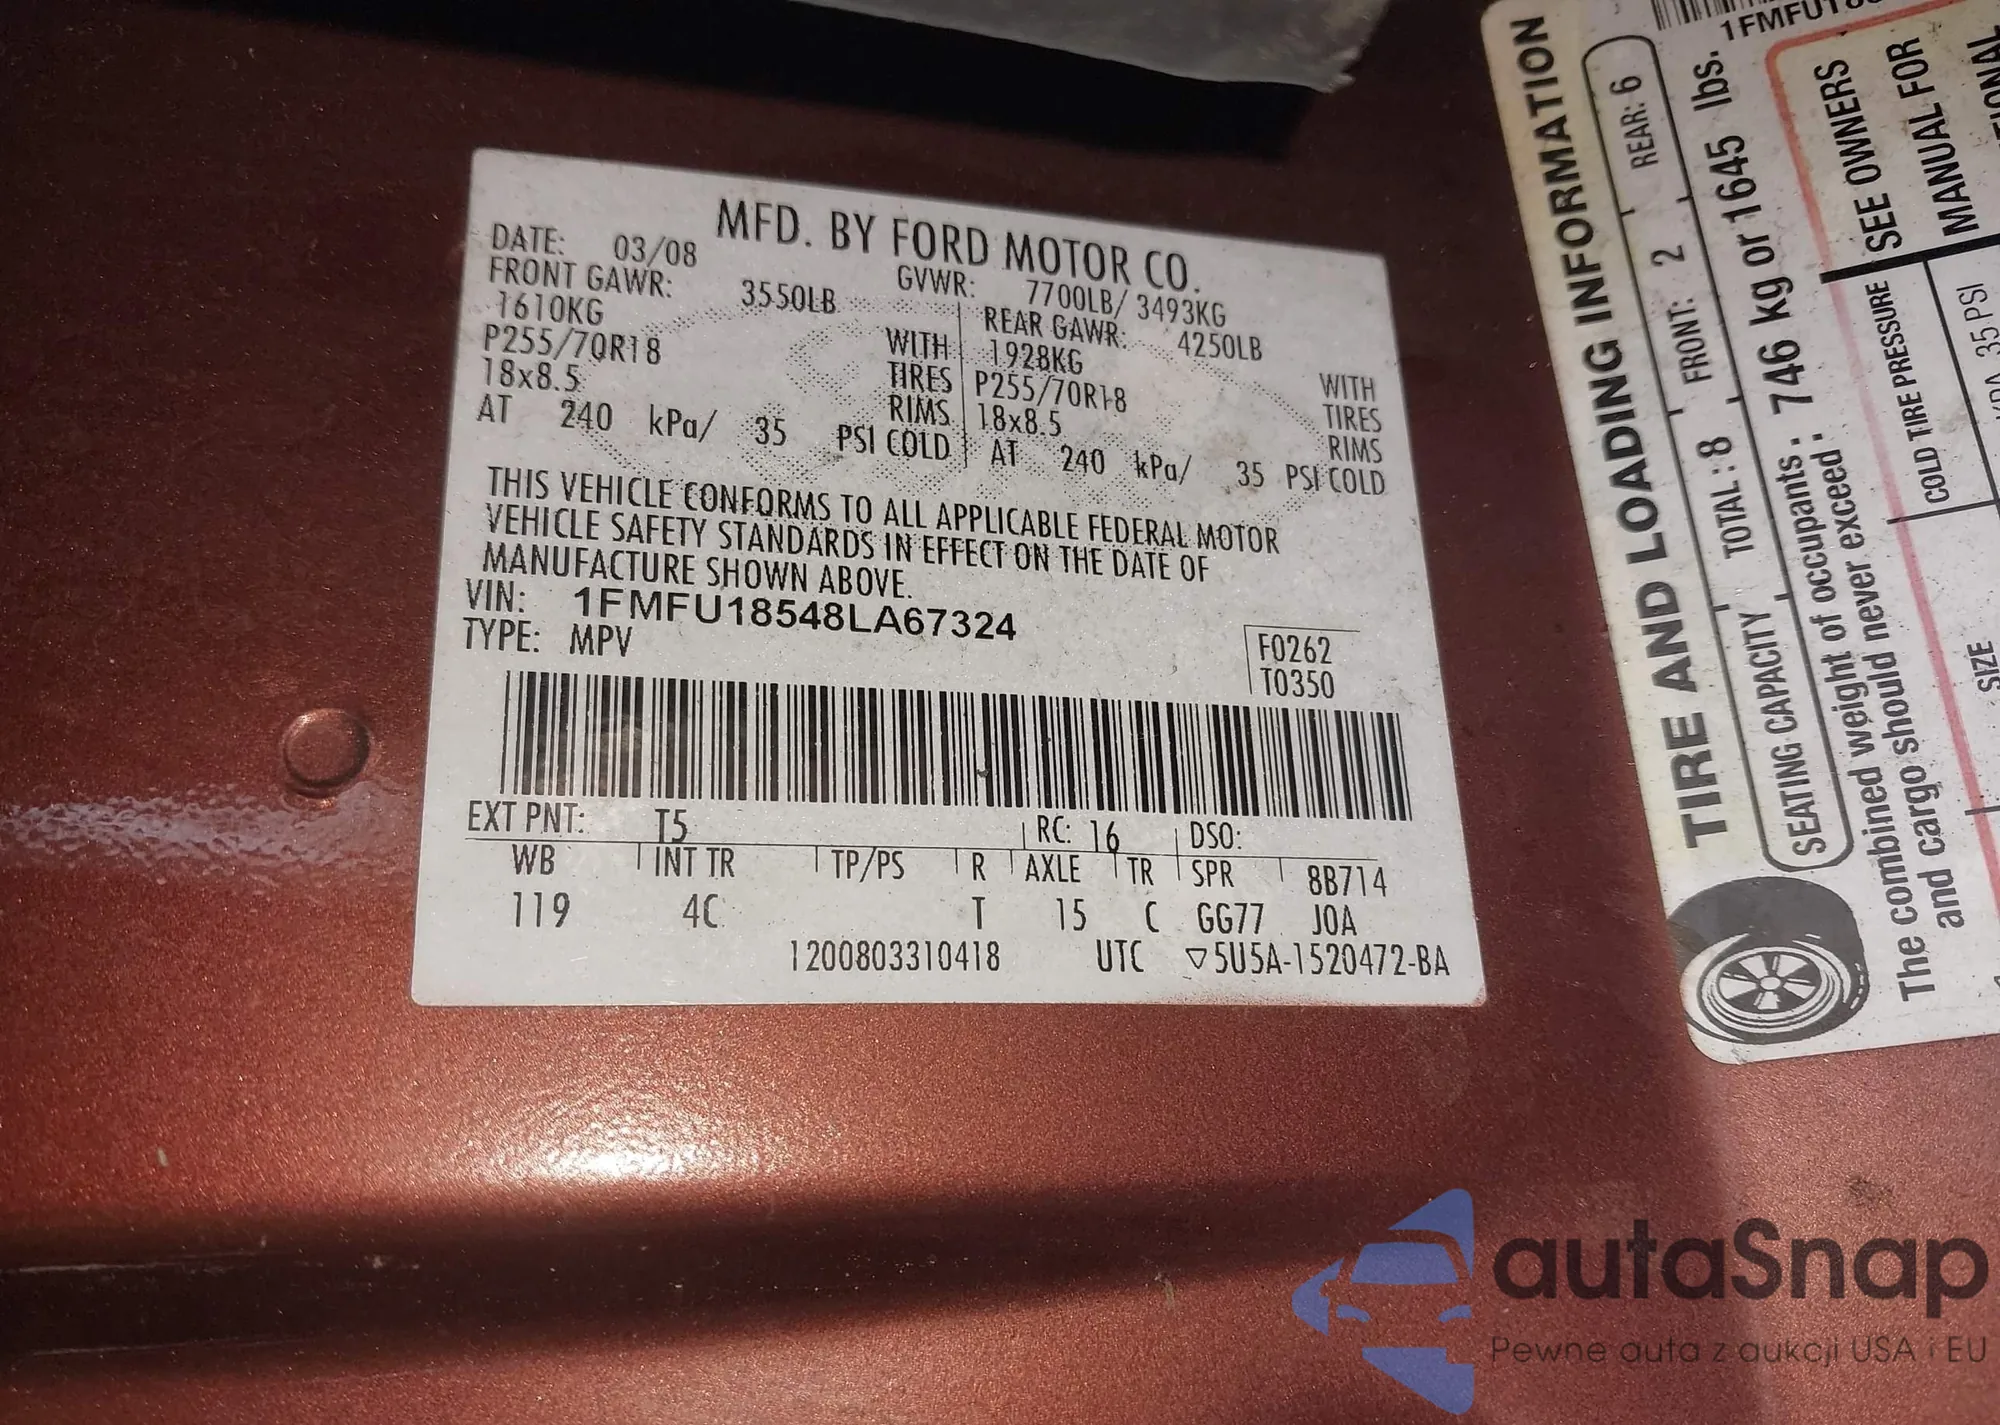 MFD. BY FORD MOTOR CO.
DATE: 03/08 GVWR: 7700LB/ 3493KG
FRONT GAWR: 3550LB REAR GAWR: 4250LB
1610KG WITH 1928KG WITH
P255/70R18 TIRES P255/70R18 TIRES
18x8.5 RIMS 18x8.5 RIMS
AT 240 kPa/ 35 PSI COLD AT 240 kPa/ 35 PSI COLD
THIS VEHICLE CONFORMS TO ALL APPLICABLE FEDERAL MOTOR
VEHICLE SAFETY STANDARDS IN EFFECT ON THE DATE OF
MANUFACTURE SHOWN ABOVE.
VIN: 1FMFU18548LA67324
TYPE: MPV
F0262
T0350
EXT PNT: T5 RC: 16 DSO:
WB INT TR TP/PS R AXLE TR SPR 8B714
119 4C T 15 C GG77 J0A
1200803310418 UTC ▽5U5A-1520472-BA
TIRE AND LOADING INFORMATION
SEATING CAPACITY TOTAL : 8 FRONT: 2 REAR: 6
The combined weight of occupants and cargo should never exceed : 746 kg or 1645 lbs.
COLD TIRE PRESSURE
SEE OWNERS
MANUAL FOR
SIZE
35 PSI
autaSnap
Pewne auta z aukcji USA i EU